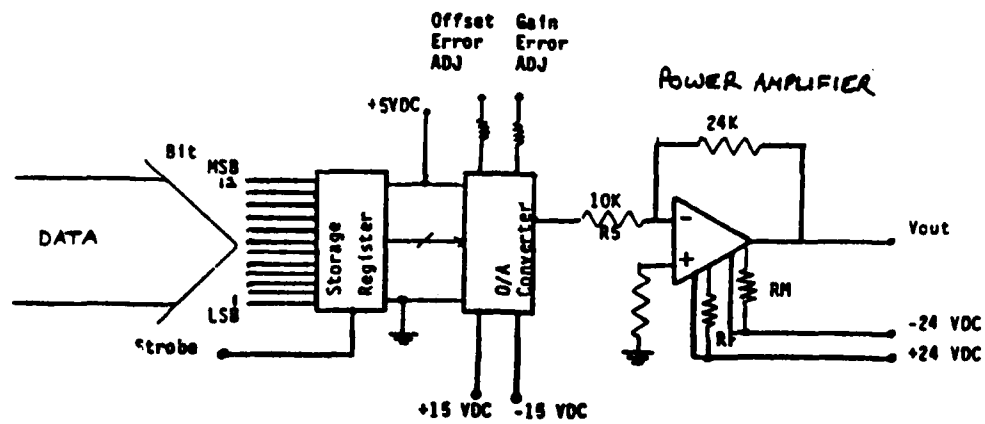 Offset
Error
ADJ
Gain
Error
ADJ
POWER AMPLIFIER
+5VDC
24K
Bit
MSB
12
10K
R5
DATA
Storage
Register
D/A
Converter
Vout
RM
1
LSB
Strobe
-24 VDC
+24 VDC
+15 VDC
-15 VDC